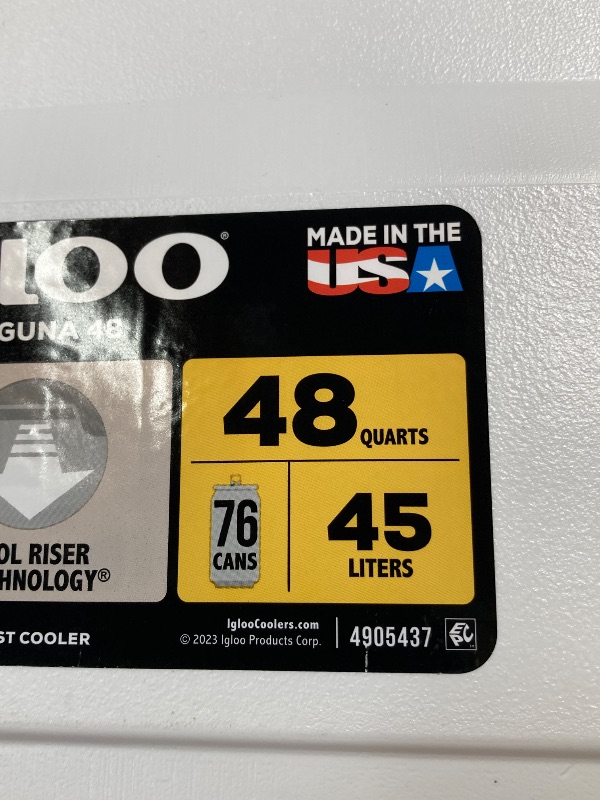 LOO®
MADE IN THE
USA
GUNA 48
48 QUARTS
76
CANS
45
LITERS
OL RISER
HNOLOGY®
ST COOLER
IglooCoolers.com
© 2023 Igloo Products Corp.
4905437